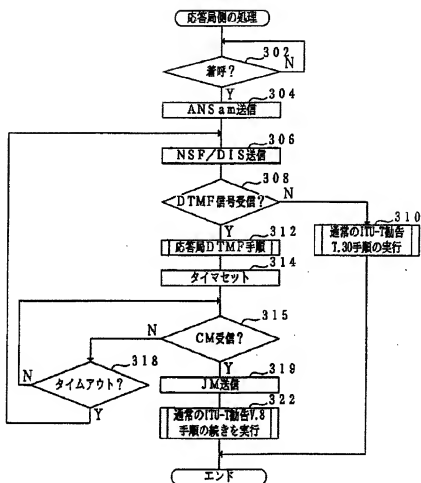 応答局側の処理
302
着呼?
N
Y
304
ANSam送信
306
NSF/DIS送信
308
DTMF信号受信?
N
Y
310
通常のITU-T勧告
T.30手順の実行
312
応答局DTMF手順
314
タイマセット
315
CM受信?
N
Y
318
タイムアウト?
N
Y
319
JM送信
322
通常のITU-T勧告V.8
手順の続きを実行
エンド